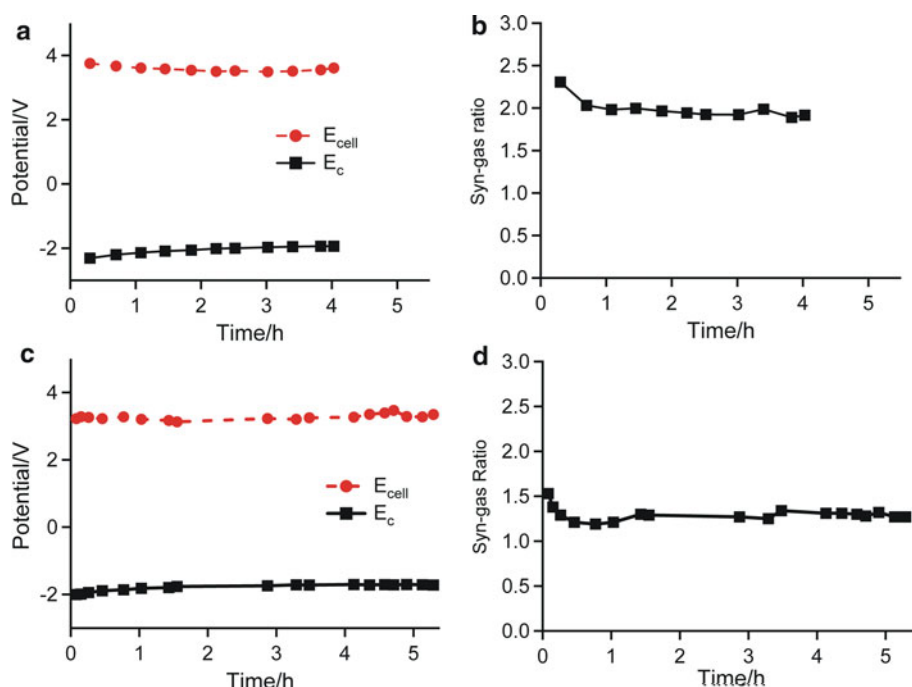 a
4
2
0
-2
Potential/V
E_cell
E_c
0 1 2 3 4 5
Time/h
b
3.0
2.5
2.0
1.5
1.0
0.5
0.0
Syn-gas ratio
0 1 2 3 4 5
Time/h
c
4
2
0
-2
Potential/V
E_cell
E_c
0 1 2 3 4 5
Time/h
d
3.0
2.5
2.0
1.5
1.0
0.5
0.0
Syn-gas Ratio
0 1 2 3 4 5
Time/h